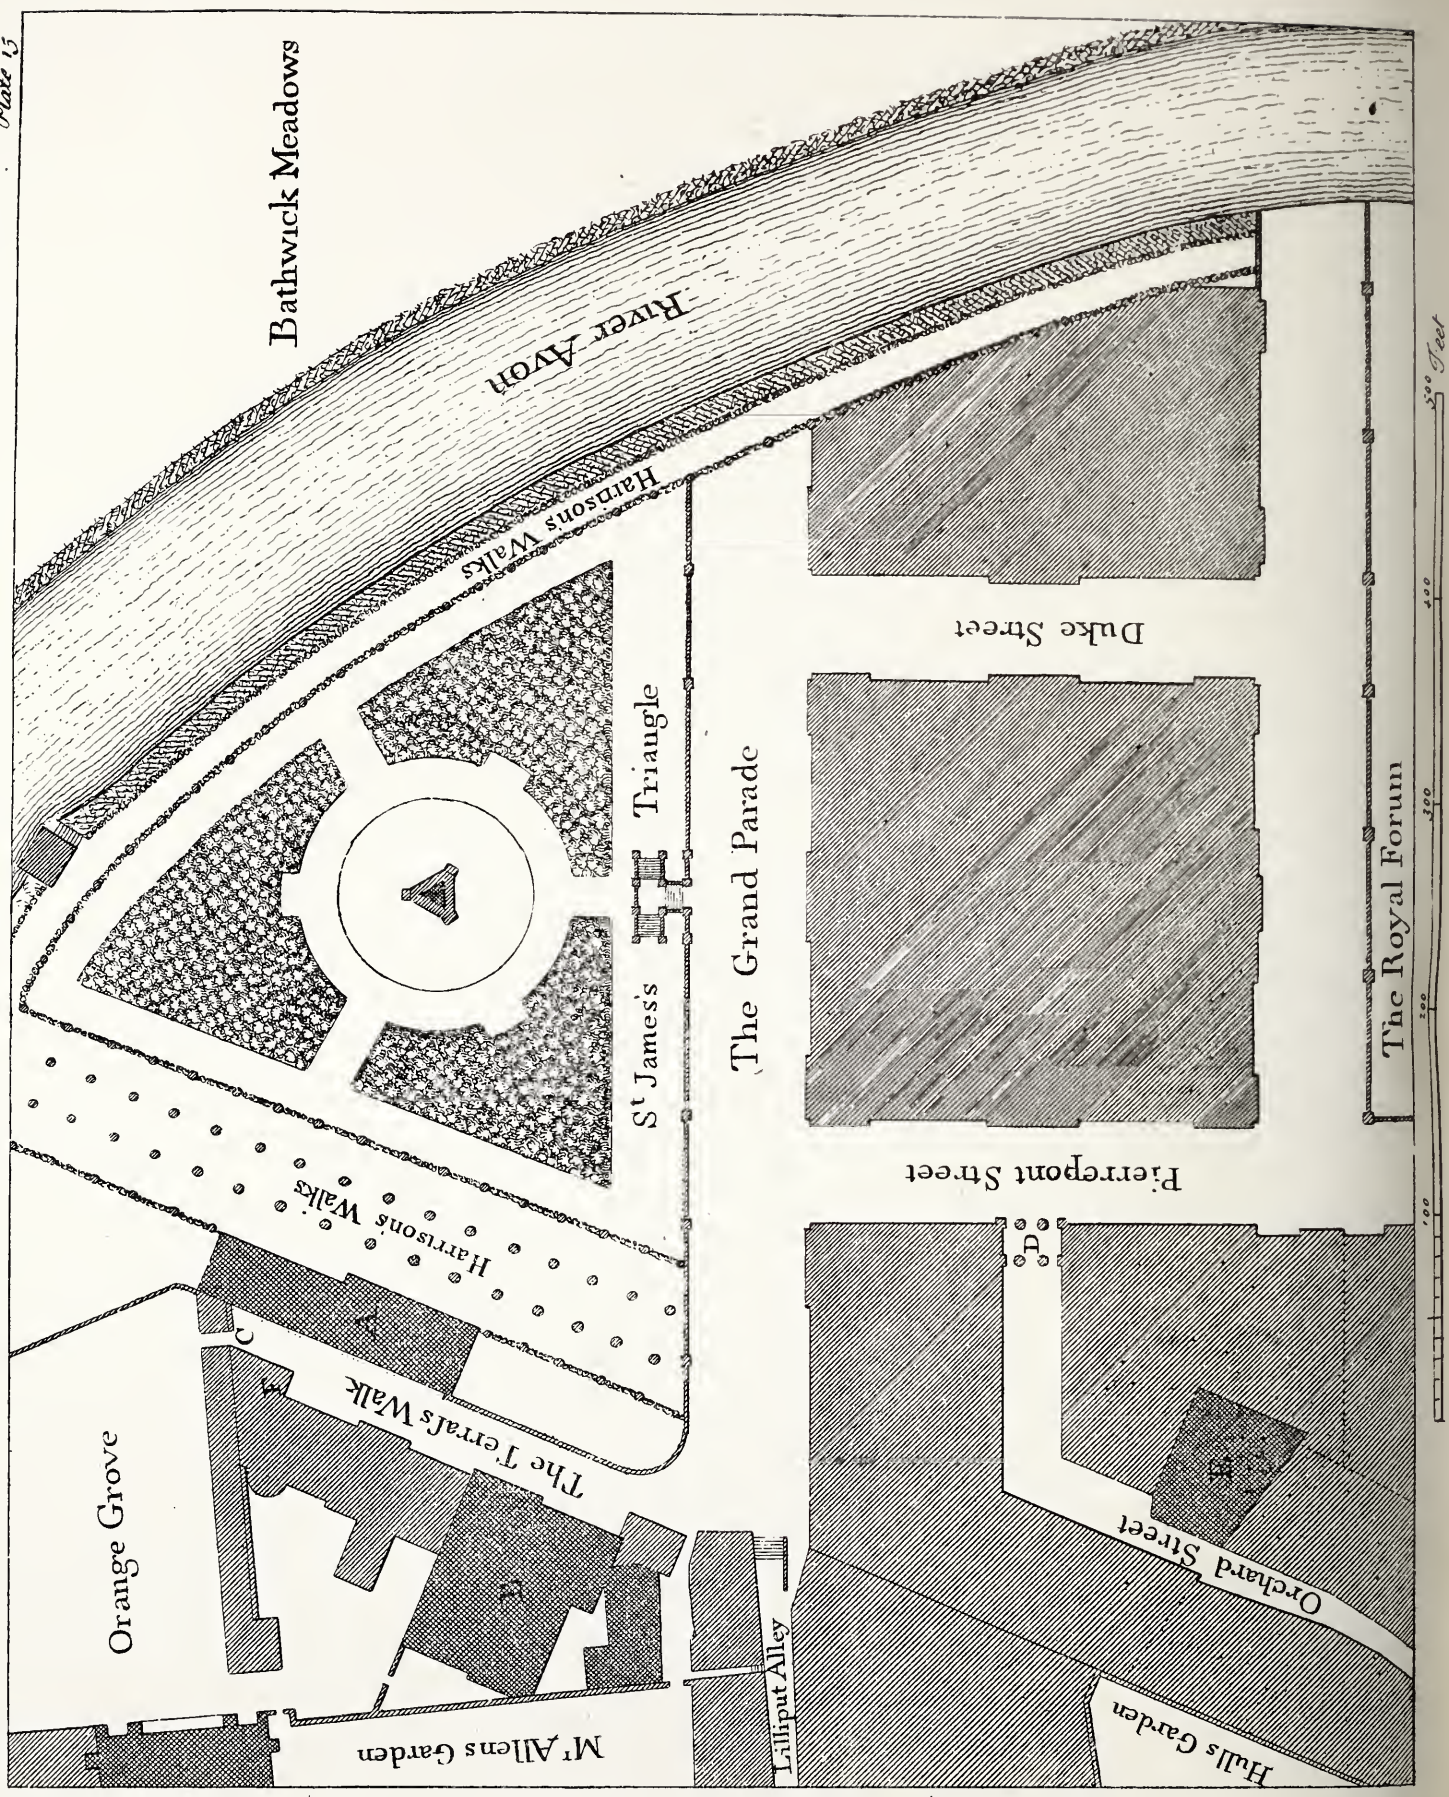 Plate 13
Bathwick Meadows
River Avon
Harrison's Walks
St James's Triangle
The Grand Parade
Duke Street
The Royal Forum
Pierrepont Street
Harrisons Walks
The Terrass Walk
Orange Grove
Orchard Street
Lilliput Alley
Mr Allens Garden
Hulls Garden
A
B
C
D
E
F
100
200
300
400
500 Feet